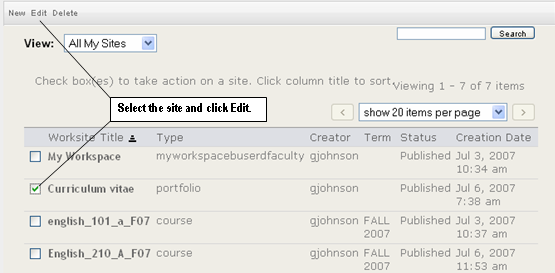 New Edit Delete
View: All My Sites Search
Check box(es) to take action on a site. Click column title to sort. Viewing 1 - 7 of 7 items
Select the site and click Edit.
< show 20 items per page >
Worksite Title Type Creator Term Status Creation Date
My Workspace myworkspacebuserdfaculty gjohnson Published Jul 3, 2007
10:34 am
Curriculum vitae portfolio gjohnson Published Jul 6, 2007
7:38 am
english_101_a_F07 course gjohnson FALL Published Jul 3, 2007
2007 10:37 am
English_210_A_F07 course gjohnson FALL Published Jul 6, 2007
2007 11:53 am